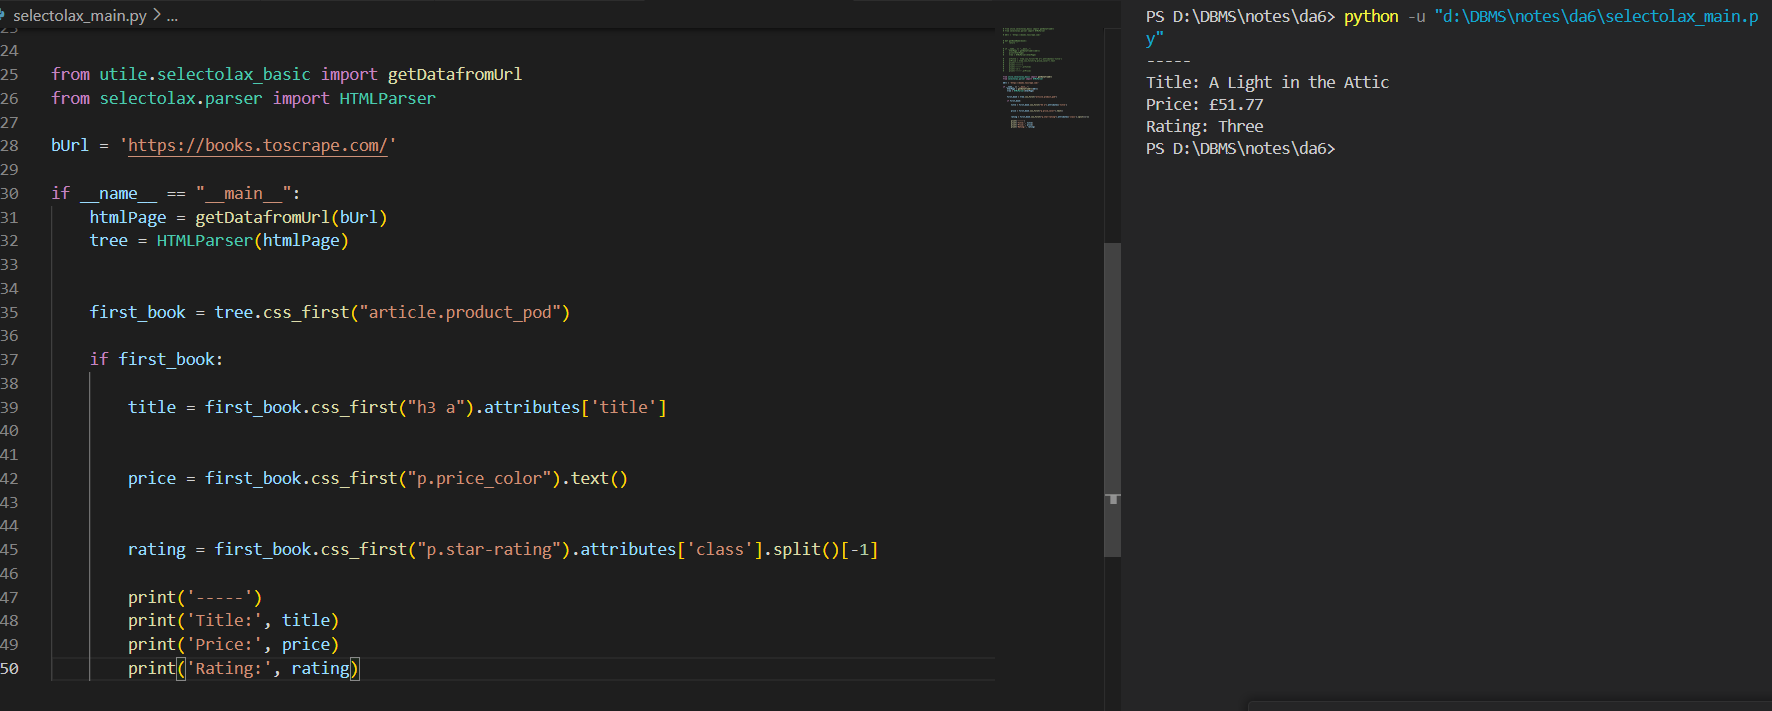 selectolax_main.py > ...
23
24
25 from utile.selectolax_basic import getDatafromUrl
26 from selectolax.parser import HTMLParser
27
28 bUrl = 'https://books.toscrape.com/'
29
30 if __name__ == "__main__":
31     htmlPage = getDatafromUrl(bUrl)
32     tree = HTMLParser(htmlPage)
33
34
35     first_book = tree.css_first("article.product_pod")
36
37     if first_book:
38
39         title = first_book.css_first("h3 a").attributes['title']
40
41
42         price = first_book.css_first("p.price_color").text()
43
44
45         rating = first_book.css_first("p.star-rating").attributes['class'].split()[-1]
46
47         print('-----')
48         print('Title:', title)
49         print('Price:', price)
50         print('Rating:', rating)
PS D:\DBMS\notes\da6> python -u "d:\DBMS\notes\da6\selectolax_main.p
y"
-----
Title: A Light in the Attic
Price: £51.77
Rating: Three
PS D:\DBMS\notes\da6>